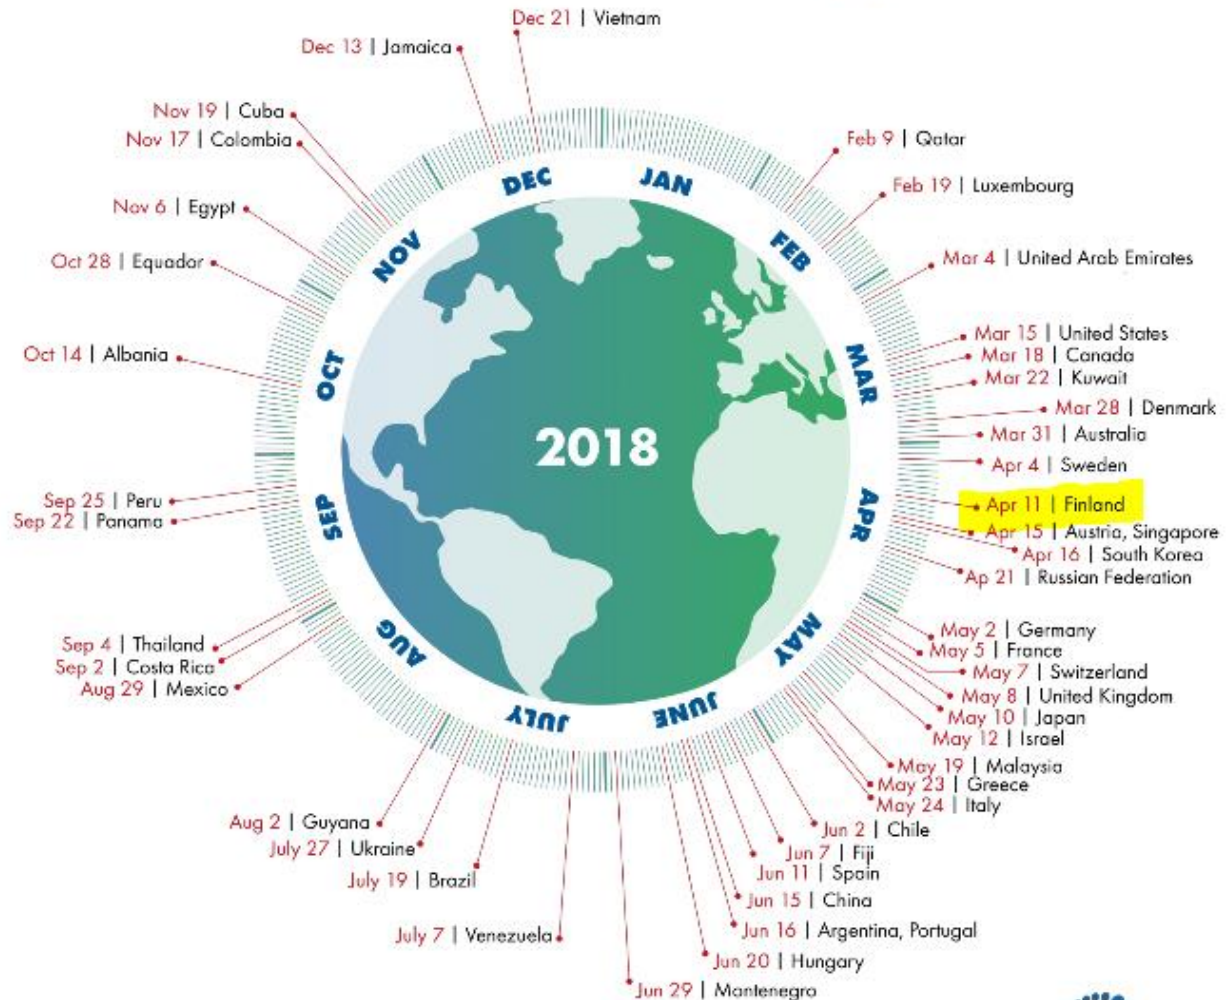 Dec 21 | Vietnam
Dec 13 | Jamaica
Nov 19 | Cuba
Nov 17 | Colombia
Nov 6 | Egypt
Oct 28 | Equador
Oct 14 | Albania
Sep 25 | Peru
Sep 22 | Panama
Sep 4 | Thailand
Sep 2 | Costa Rica
Aug 29 | Mexico
Aug 2 | Guyana
July 27 | Ukraine
July 19 | Brazil
July 7 | Venezuela
Feb 9 | Qatar
Feb 19 | Luxembourg
Mar 4 | United Arab Emirates
Mar 15 | United States
Mar 18 | Canada
Mar 22 | Kuwait
Mar 28 | Denmark
Mar 31 | Australia
Apr 4 | Sweden
Apr 11 | Finland
Apr 15 | Austria, Singapore
Apr 16 | South Korea
Ap 21 | Russian Federation
May 2 | Germany
May 5 | France
May 7 | Switzerland
May 8 | United Kingdom
May 10 | Japan
May 12 | Israel
May 19 | Malaysia
May 23 | Greece
May 24 | Italy
Jun 2 | Chile
Jun 7 | Fiji
Jun 11 | Spain
Jun 15 | China
Jun 16 | Argentina, Portugal
Jun 20 | Hungary
Jun 29 | Montenegro
JAN
FEB
MAR
APR
MAY
JUNE
JULY
AUG
SEP
OCT
NOV
DEC
2018